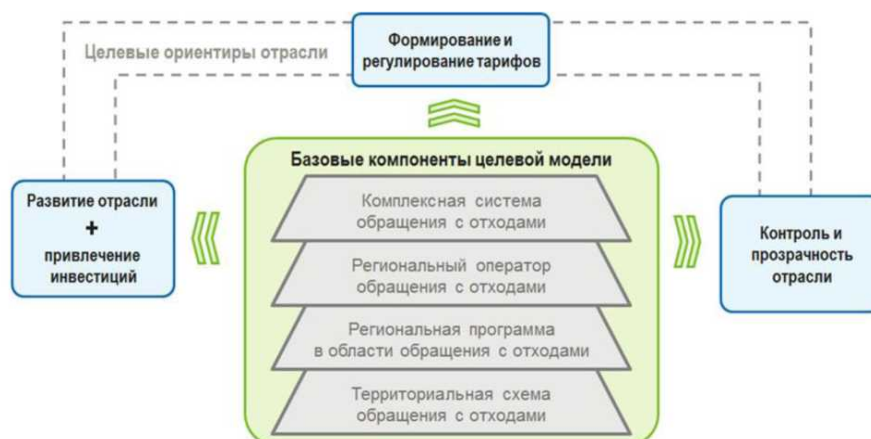 Целевые ориентиры отрасли
Формирование и
регулирование тарифов
Базовые компоненты целевой модели
Развитие отрасли
+
привлечение
инвестиций
Комплексная система
обращения с отходами
Региональный оператор
обращения с отходами
Региональная программа
в области обращения с отходами
Территориальная схема
обращения с отходами
Контроль и
прозрачность
отрасли